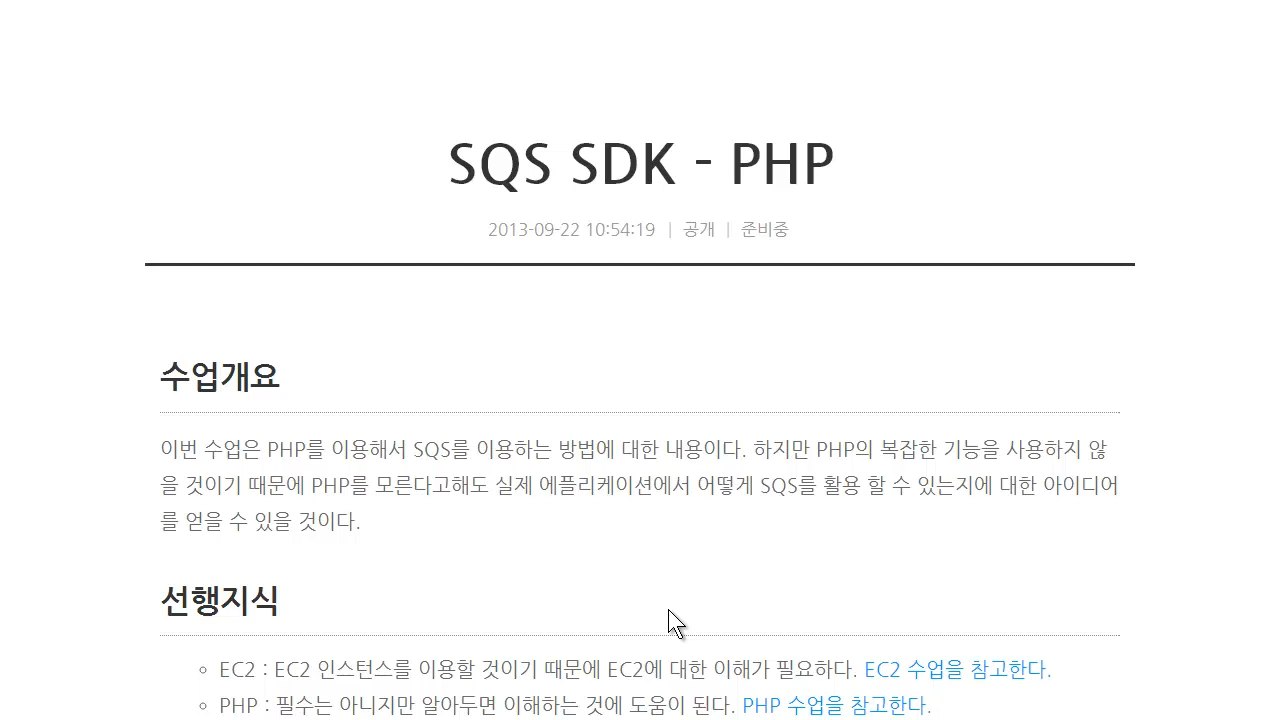 SQS SDK - PHP
2013-09-22 10:54:19 | 공개 | 준비중
수업개요
이번 수업은 PHP를 이용해서 SQS를 이용하는 방법에 대한 내용이다. 하지만 PHP의 복잡한 기능을 사용하지 않
을 것이기 때문에 PHP를 모른다고해도 실제 에플리케이션에서 어떻게 SQS를 활용 할 수 있는지에 대한 아이디어
를 얻을 수 있을 것이다.
선행지식
EC2 : EC2 인스턴스를 이용할 것이기 때문에 EC2에 대한 이해가 필요하다. EC2 수업을 참고한다.
PHP : 필수는 아니지만 알아두면 이해하는 것에 도움이 된다. PHP 수업을 참고한다.